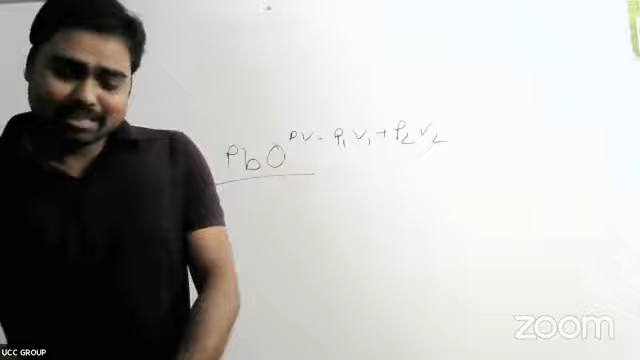 PbO PV - P₁V₁ + P₂V₂
zoom
UCC GROUP